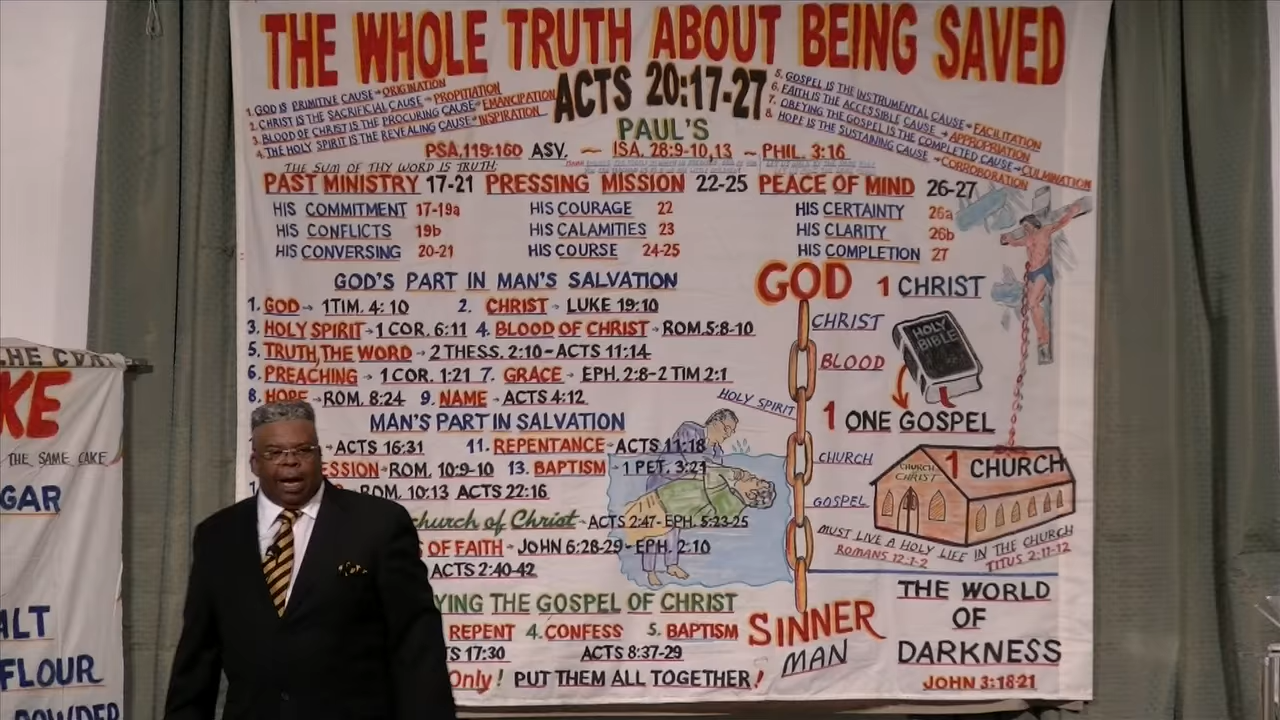 THE WHOLE TRUTH ABOUT BEING SAVED
ACTS 20:17-27
1. GOD IS PRIMITIVE CAUSE→ORIGINATION
2. CHRIST IS THE SACRIFICIAL CAUSE→PROPITIATION
3. BLOOD OF CHRIST IS THE PROCURING CAUSE→EMANCIPATION
4. THE HOLY SPIRIT IS THE REVEALING CAUSE→INSPIRATION
5. GOSPEL IS THE INSTRUMENTAL CAUSE→FACILITATION
6. FAITH IS THE ACCESSIBLE CAUSE→APPROPRIATION
7. OBEYING THE GOSPEL IS THE COMPLETED CAUSE→CULMINATION
8. HOPE IS THE SUSTAINING CAUSE→CORROBORATION
PAUL'S
PSA.119:160 ASV. ~ ISA. 28:9-10,13 ~ PHIL. 3:16
THE SUM OF THY WORD IS TRUTH:
PAST MINISTRY 17-21 PRESSING MISSION 22-25 PEACE OF MIND 26-27
HIS COMMITMENT 17-19a HIS COURAGE 22 HIS CERTAINTY 26a
HIS CONFLICTS 19b HIS CALAMITIES 23 HIS CLARITY 26b
HIS CONVERSING 20-21 HIS COURSE 24-25 HIS COMPLETION 27
GOD'S PART IN MAN'S SALVATION
1. GOD→ 1TIM. 4:10 2. CHRIST→ LUKE 19:10
3. HOLY SPIRIT→1 COR. 6:11 4. BLOOD OF CHRIST→ROM.5:8-10
5. TRUTH,THE WORD→2 THESS. 2:10-ACTS 11:14
6. PREACHING→1 COR. 1:21 7. GRACE→EPH. 2:8-2 TIM 2:1
8. HOPE→ROM. 8:24 9. NAME→ACTS 4:12
MAN'S PART IN SALVATION
→ACTS 16:31 11. REPENTANCE→ACTS 11:18
ESSION→ROM. 10:9-10 13. BAPTISM→1 PET. 3:21
ROM. 10:13 ACTS 22:16
church of Christ→ACTS 2:47-EPH. 5:23-25
OF FAITH→JOHN 6:28-29-EPH. 2:10
ACTS 2:40-42
YING THE GOSPEL OF CHRIST
REPENT 4.CONFESS 5. BAPTISM
TS 17:30 ACTS 8:37-29
Only! PUT THEM ALL TOGETHER!
GOD
CHRIST
BLOOD
HOLY SPIRIT
CHURCH
GOSPEL
SINNER
MAN
1 CHRIST
HOLY BIBLE
1 ONE GOSPEL
1 CHURCH
CHURCH
OF
CHRIST
MUST LIVE A HOLY LIFE IN THE CHURCH
ROMANS 12:1-2 TITUS 2:11-12
THE WORLD
OF
DARKNESS
JOHN 3:18-21
KE
THE SAME CAKE
GAR
ALT
FLOUR
POWDER